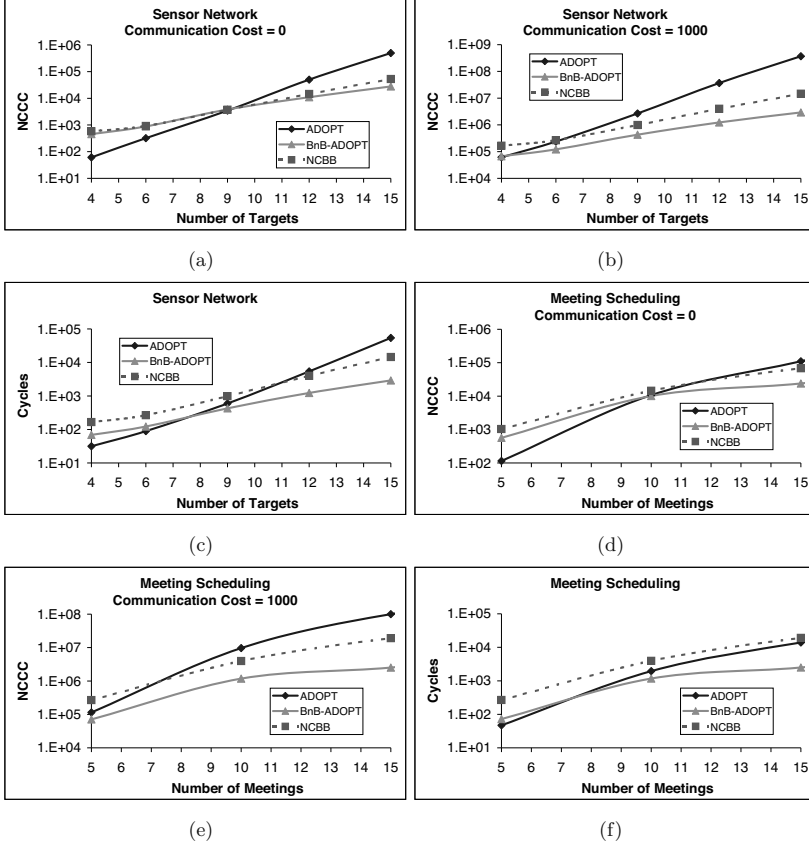 Sensor Network
Communication Cost = 0
1.E+06
1.E+05
1.E+04
1.E+03
1.E+02
1.E+01
NCCC
ADOPT
BnB-ADOPT
NCBB
4 5 6 7 8 9 10 11 12 13 14 15
Number of Targets
(a)
Sensor Network
Communication Cost = 1000
1.E+09
1.E+08
1.E+07
1.E+06
1.E+05
1.E+04
NCCC
ADOPT
BnB-ADOPT
NCBB
4 5 6 7 8 9 10 11 12 13 14 15
Number of Targets
(b)
Sensor Network
1.E+05
1.E+04
1.E+03
1.E+02
1.E+01
Cycles
ADOPT
BnB-ADOPT
NCBB
4 5 6 7 8 9 10 11 12 13 14 15
Number of Targets
(c)
Meeting Scheduling
Communication Cost = 0
1.E+06
1.E+05
1.E+04
1.E+03
1.E+02
NCCC
ADOPT
BnB-ADOPT
NCBB
5 6 7 8 9 10 11 12 13 14 15
Number of Meetings
(d)
Meeting Scheduling
Communication Cost = 1000
1.E+08
1.E+07
1.E+06
1.E+05
1.E+04
NCCC
ADOPT
BnB-ADOPT
NCBB
5 6 7 8 9 10 11 12 13 14 15
Number of Meetings
(e)
Meeting Scheduling
1.E+05
1.E+04
1.E+03
1.E+02
1.E+01
Cycles
ADOPT
BnB-ADOPT
NCBB
5 6 7 8 9 10 11 12 13 14 15
Number of Meetings
(f)